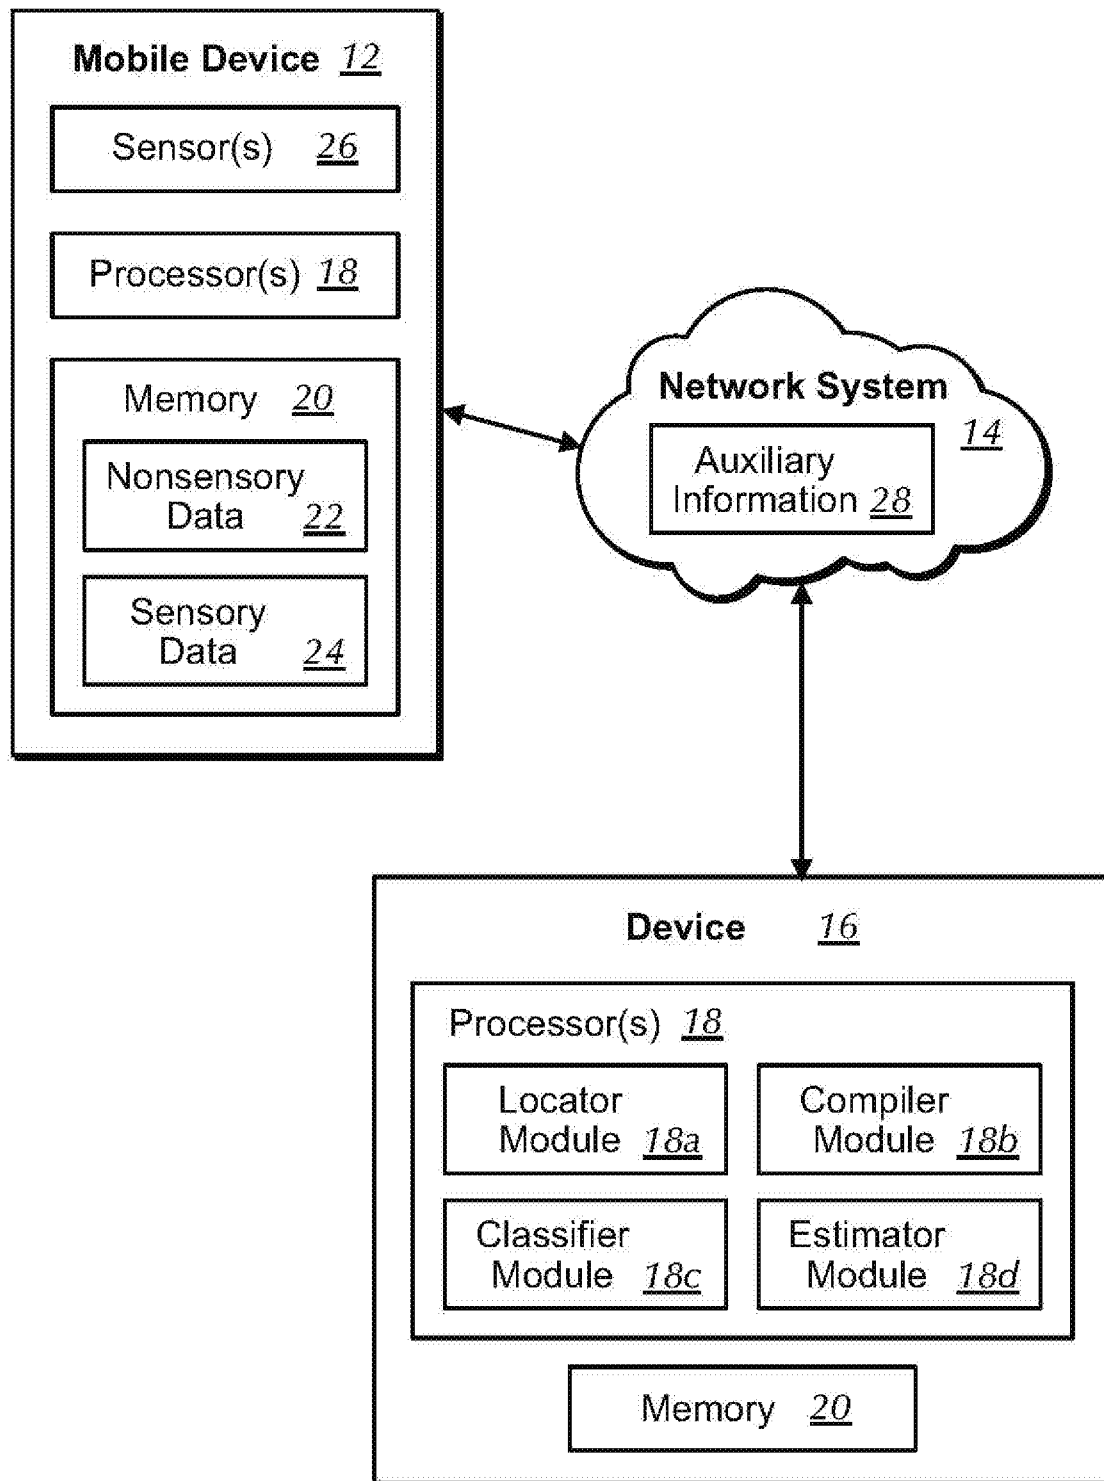 Mobile Device 12
Sensor(s) 26
Processor(s) 18
Memory 20
Nonsensory
Data 22
Sensory
Data 24
Network System
14
Auxiliary
Information 28
Device 16
Processor(s) 18
Locator
Module 18a
Compiler
Module 18b
Classifier
Module 18c
Estimator
Module 18d
Memory 20